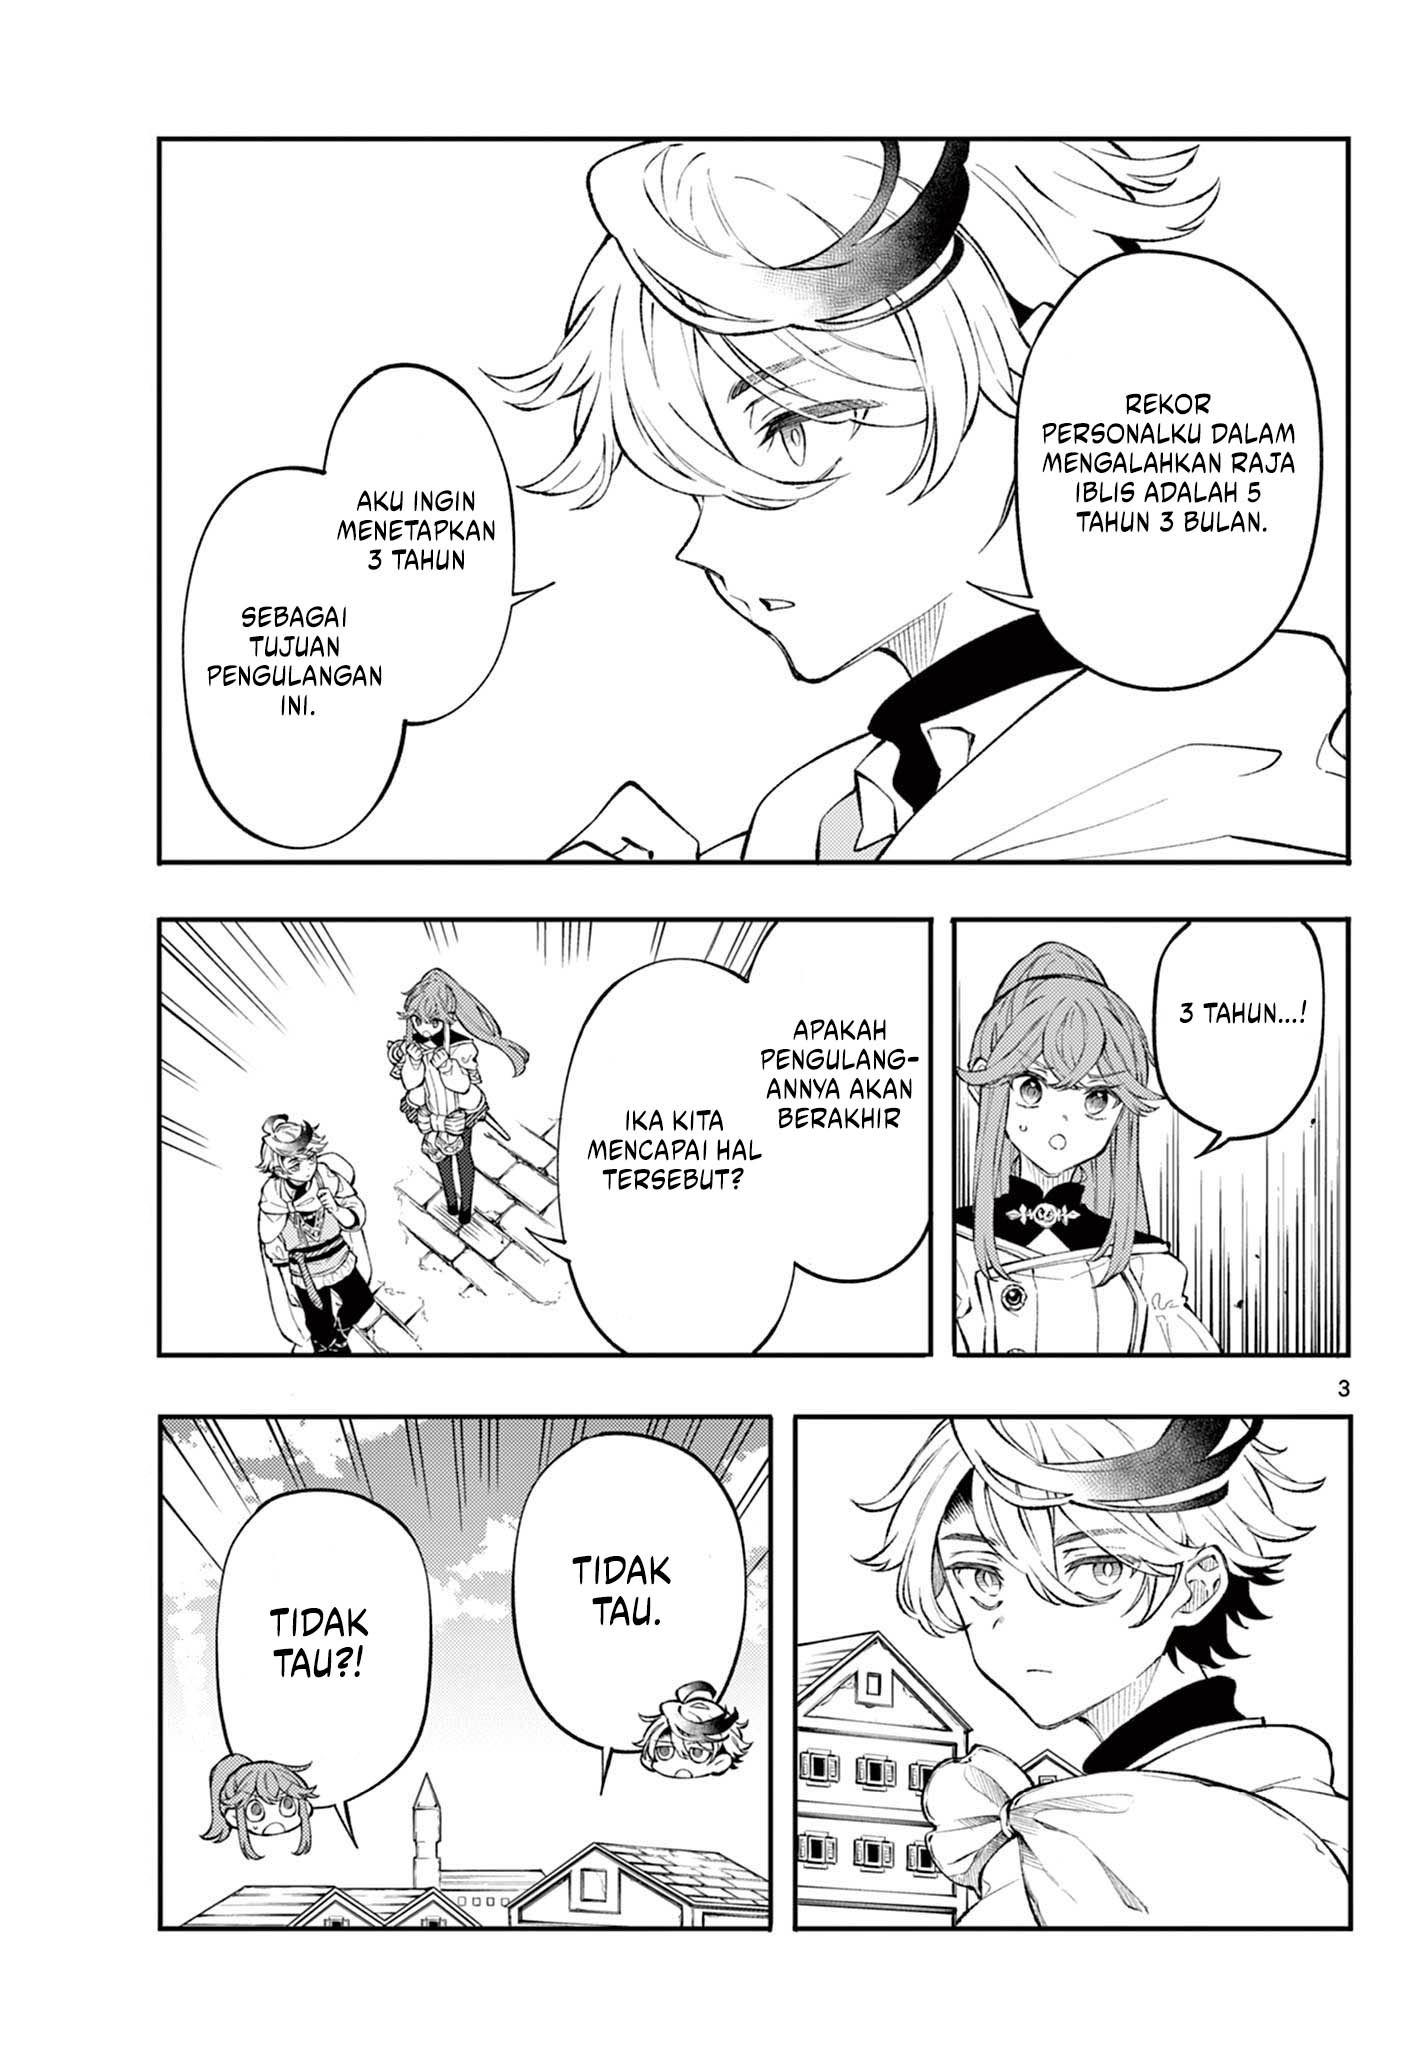 REKOR
PERSONALKU DALAM
MENGALAHKAN RAJA
IBLIS ADALAH 5
TAHUN 3 BULAN.
AKU INGIN
MENETAPKAN
3 TAHUN
SEBAGAI
TUJUAN
PENGULANGAN
INI.
3 TAHUN...!
APAKAH
PENGULANG-
ANNYA AKAN
BERAKHIR
IKA KITA
MENCAPAI HAL
TERSEBUT?
3
TIDAK
TAU.
TIDAK
TAU?!